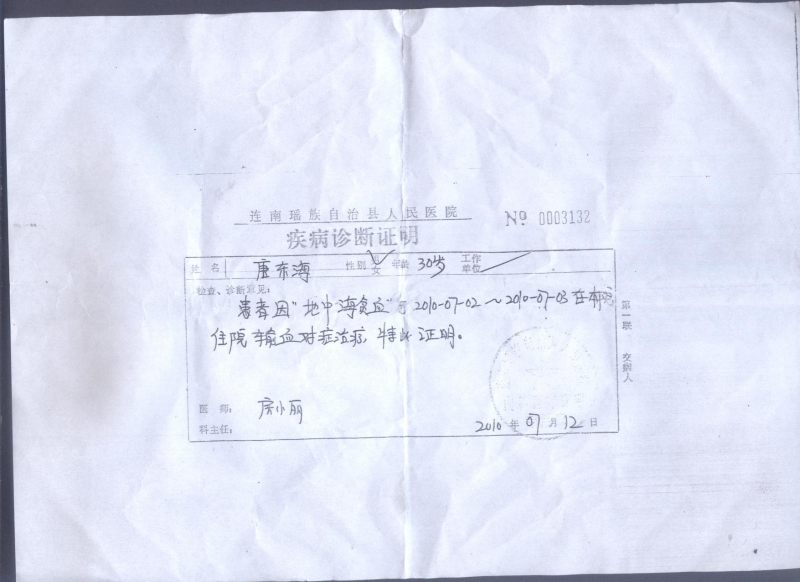 连南瑶族自治县人民医院
No 0003132
疾病诊断证明
姓名 唐东海 性别 男 女 年龄 30岁 工作单位
检查、诊断意见:
患者因"地中海贫血"于2010-07-02～2010-07-03在本院
住院输血对症治疗,特此证明。
医师: 房小丽
科主任:
2010年07月12日
第一联 交病人